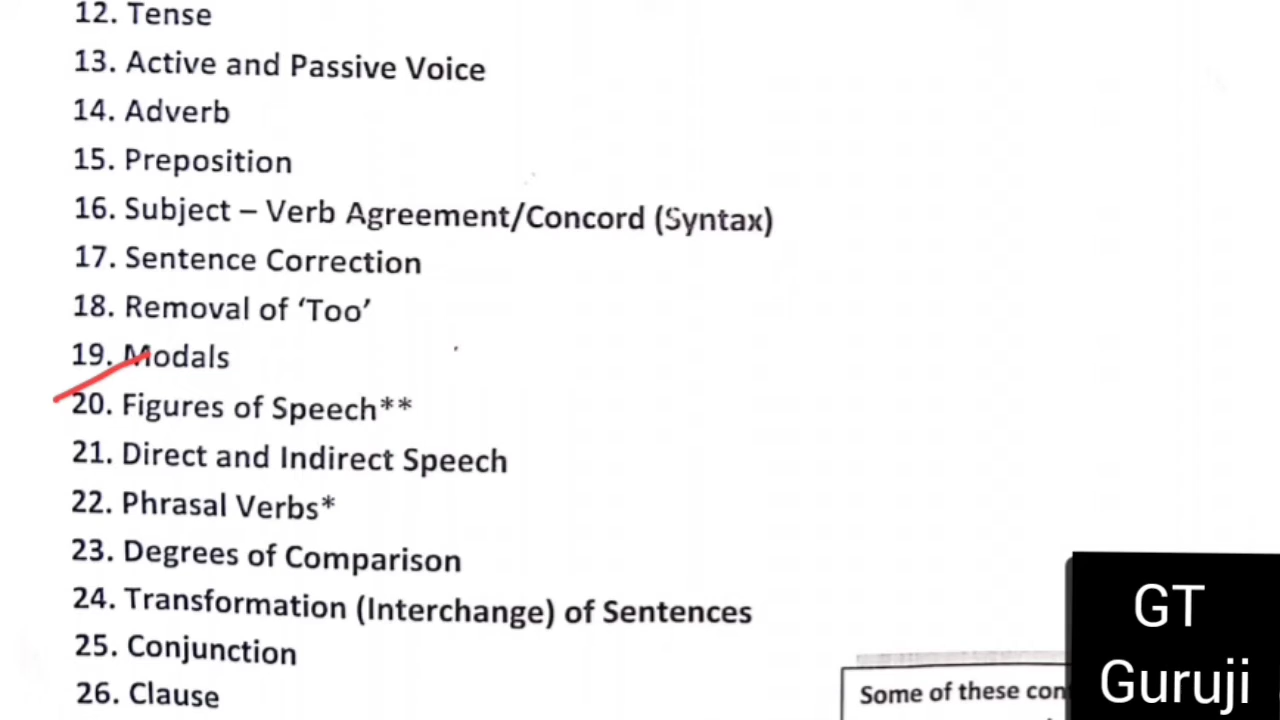 12. Tense
13. Active and Passive Voice
14. Adverb
15. Preposition
16. Subject – Verb Agreement/Concord (Syntax)
17. Sentence Correction
18. Removal of ‘Too’
19. Modals
20. Figures of Speech**
21. Direct and Indirect Speech
22. Phrasal Verbs*
23. Degrees of Comparison
24. Transformation (Interchange) of Sentences
25. Conjunction
26. Clause
Some of these
GT
Guruji